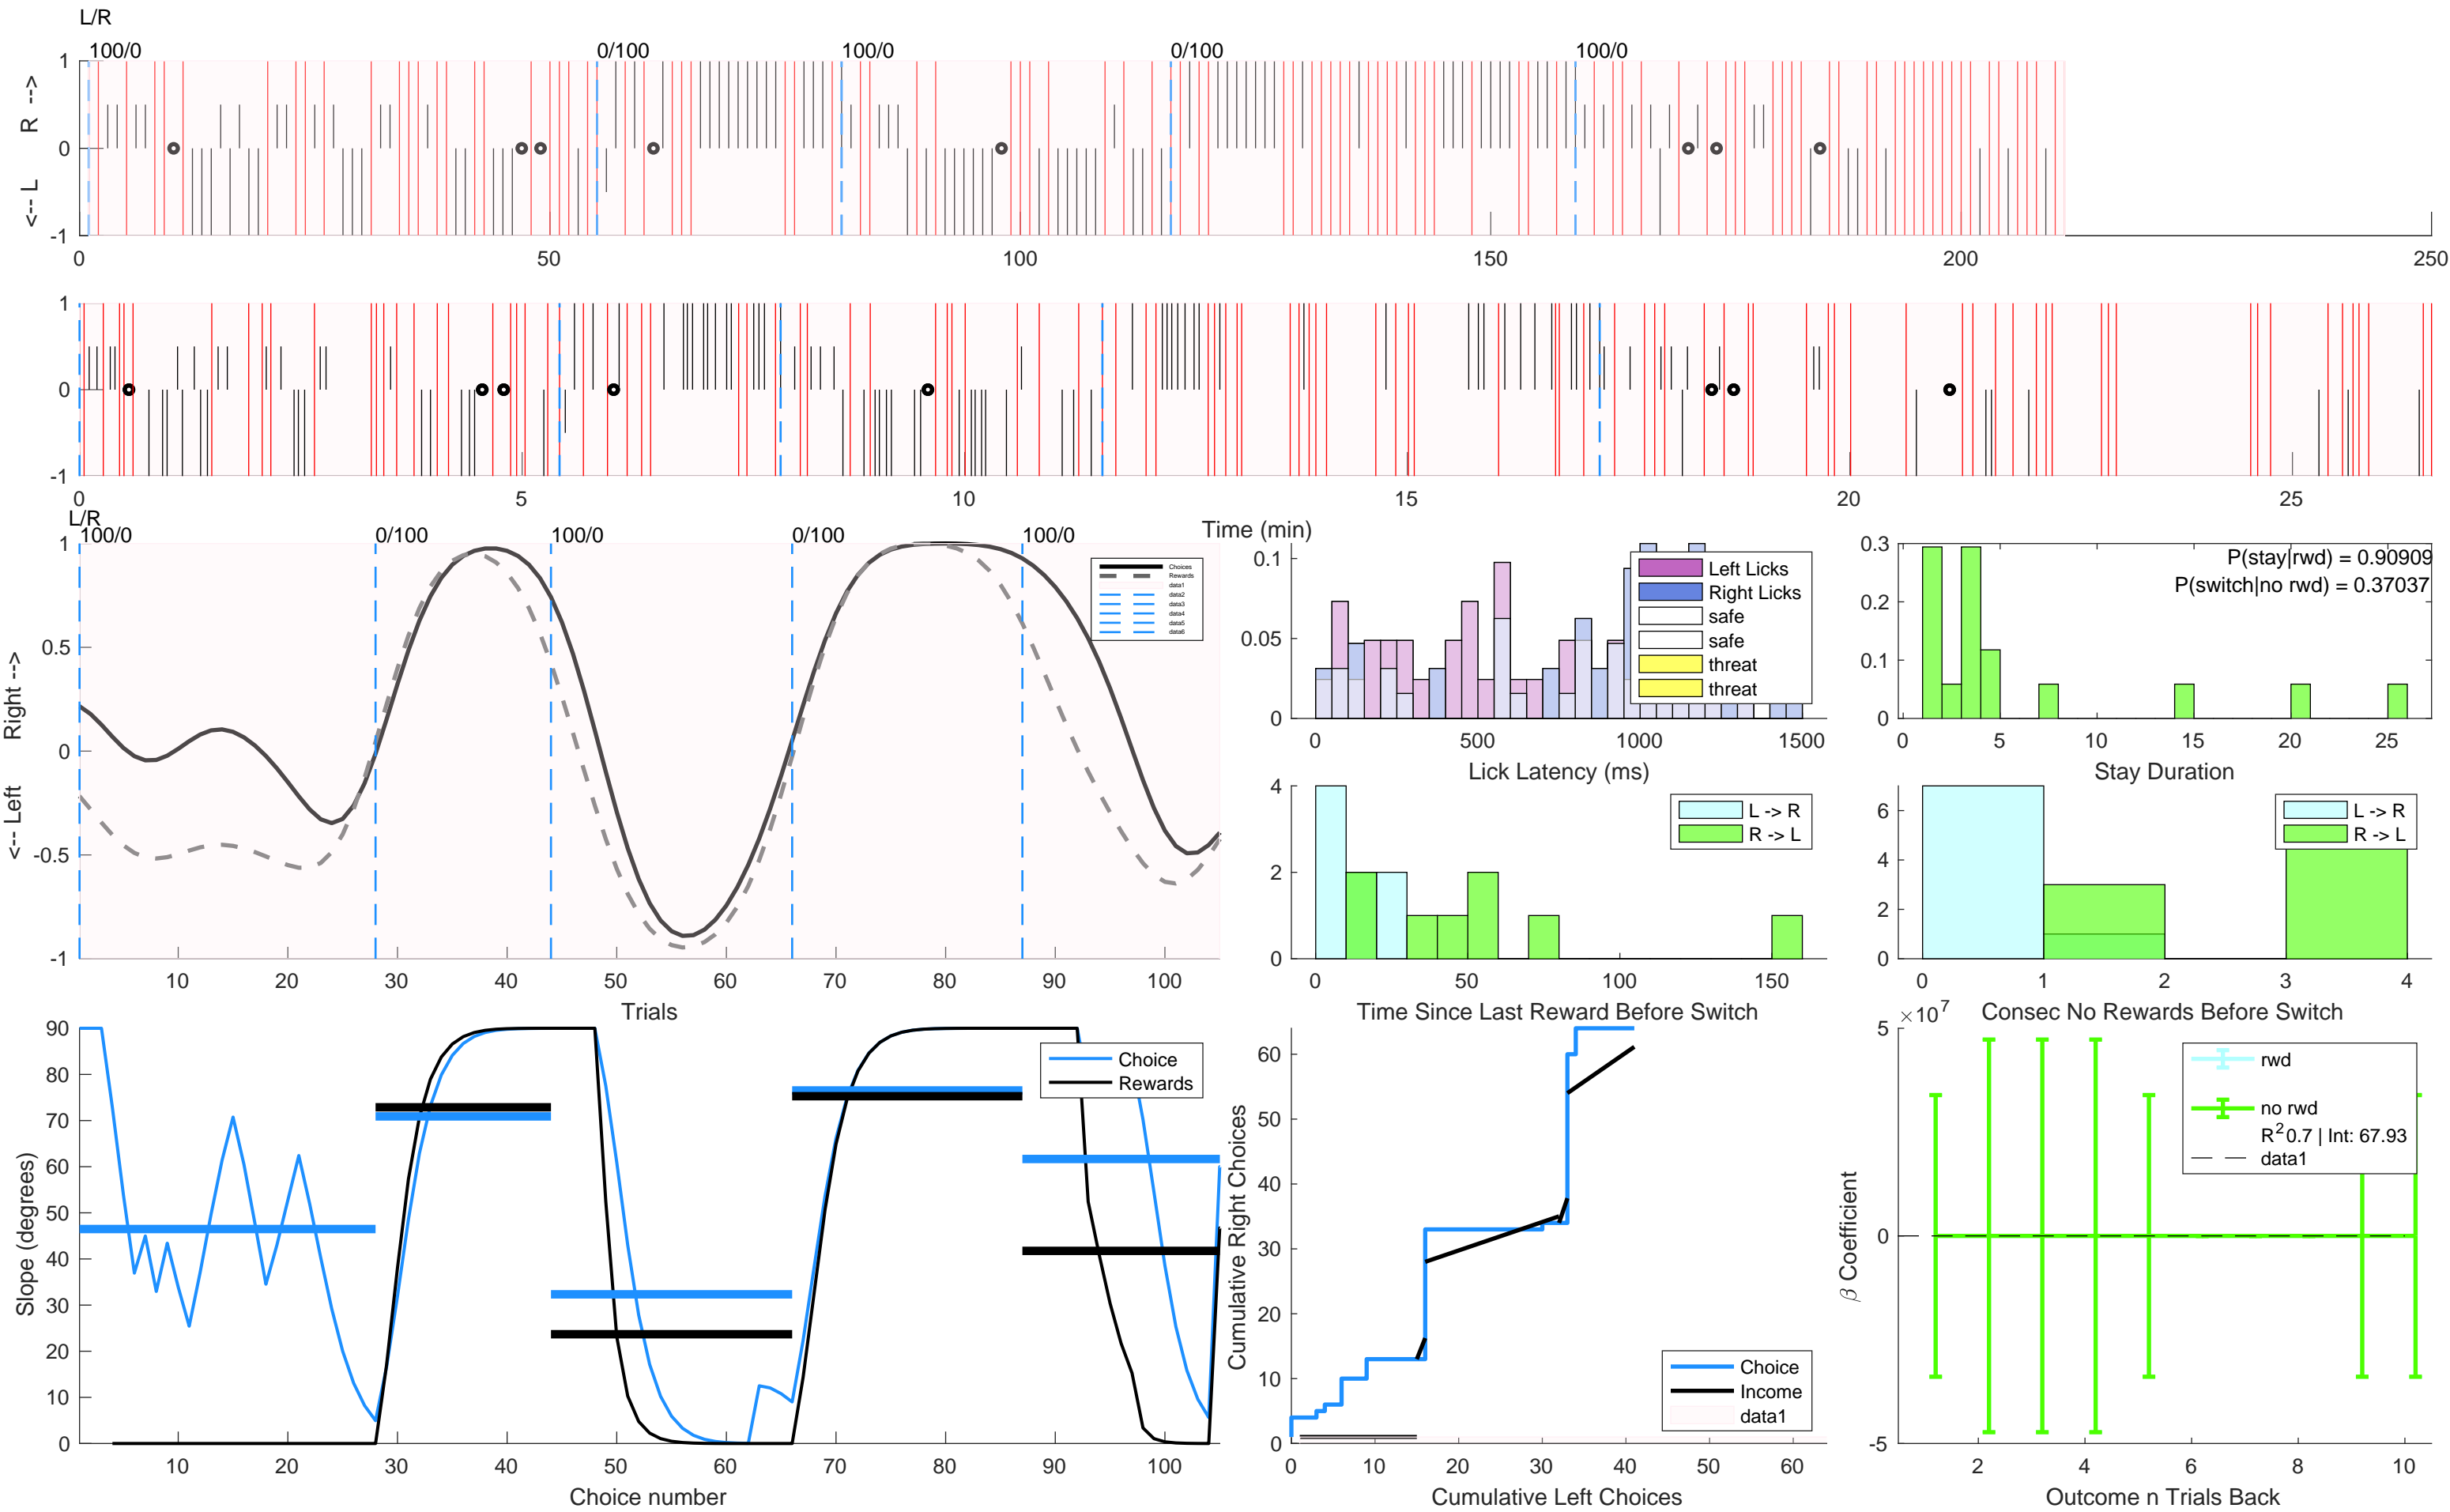 L/R
100/0 0/100 100/0 0/100 100/0
1
0
-1
<-- L R -->
0 50 100 150 200 250
1
0
-1
0 5 10 15 20 25
Time (min)
L/R
100/0 0/100 100/0 0/100 100/0
1
0.5
0
-0.5
-1
<-- Left Right -->
10 20 30 40 50 60 70 80 90 100
Trials
Choices
Rewards
data1
data2
data3
data4
data5
data6
0.1
0.05
0
0 500 1000 1500
Lick Latency (ms)
Left Licks
Right Licks
safe
safe
threat
threat
0.3
0.2
0.1
0
0 5 10 15 20 25
Stay Duration
P(stay|rwd) = 0.90909
P(switch|no rwd) = 0.37037
4
2
0
0 50 100 150
Time Since Last Reward Before Switch
L -> R
R -> L
6
4
2
0
0 1 2 3 4
Consec No Rewards Before Switch
L -> R
R -> L
90
80
70
60
50
40
30
20
10
0
Slope (degrees)
10 20 30 40 50 60 70 80 90 100
Choice number
Choice
Rewards
60
50
40
30
20
10
0
Cumulative Right Choices
0 10 20 30 40 50 60
Cumulative Left Choices
Choice
Income
data1
×10⁷
5
0
-5
β Coefficient
2 4 6 8 10
Outcome n Trials Back
rwd
no rwd
R² 0.7 | Int: 67.93
data1